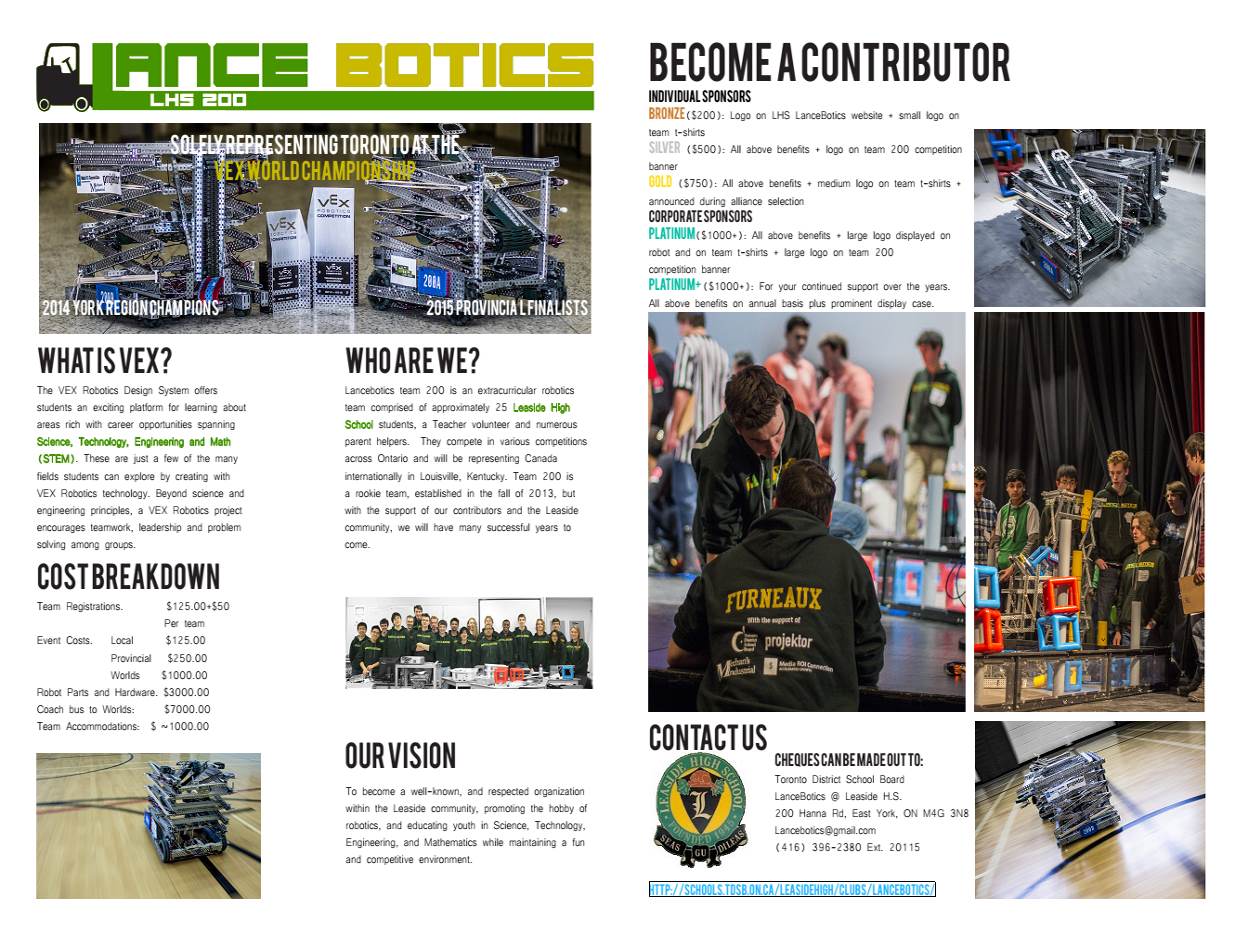 LANCE BOTICS
LHS 200
SOLELY REPRESENTING TORONTO AT THE
VEX WORLD CHAMPIONSHIP
VEX
ROBOTICS
COMPETITION
VEX
ROBOTICS
COMPETITION
200A
2014 YORK REGION CHAMPIONS
2015 PROVINCIAL FINALISTS
WHAT IS VEX?
The VEX Robotics Design System offers
students an exciting platform for learning about
areas rich with career opportunities spanning
Science, Technology, Engineering and Math
(STEM). These are just a few of the many
fields students can explore by creating with
VEX Robotics technology. Beyond science and
engineering principles, a VEX Robotics project
encourages teamwork, leadership and problem
solving among groups.
COST BREAKDOWN
Team Registrations. $125.00+$50
Per team
Event Costs. Local $125.00
Provincial $250.00
Worlds $1000.00
Robot Parts and Hardware. $3000.00
Coach bus to Worlds: $7000.00
Team Accommodations: $ ~1000.00
WHO ARE WE?
Lancebotics team 200 is an extracurricular robotics
team comprised of approximately 25 Leaside High
School students, a Teacher volunteer and numerous
parent helpers. They compete in various competitions
across Ontario and will be representing Canada
internationally in Louisville, Kentucky. Team 200 is
a rookie team, established in the fall of 2013, but
with the support of our contributors and the Leaside
community, we will have many successful years to
come.
OUR VISION
To become a well-known, and respected organization
within the Leaside community, promoting the hobby of
robotics, and educating youth in Science, Technology,
Engineering, and Mathematics while maintaining a fun
and competitive environment.
BECOME A CONTRIBUTOR
INDIVIDUAL SPONSORS
BRONZE($200): Logo on LHS LanceBotics website + small logo on
team t-shirts
SILVER ($500): All above benefits + logo on team 200 competition
banner
GOLD ($750): All above benefits + medium logo on team t-shirts +
announced during alliance selection
CORPORATE SPONSORS
PLATINUM($1000+): All above benefits + large logo displayed on
robot and on team t-shirts + large logo on team 200
competition banner
PLATINUM+($1000+): For your continued support over the years.
All above benefits on annual basis plus prominent display case.
FURNEAUX
With the support of
projektor
Mechanik
Industrial
Media ROI Connection
CONTACT US
LEASIDE HIGH SCHOOL
L
FOUNDED 1945
SEAS GU DILEAS
CHEQUES CAN BE MADE OUT TO:
Toronto District School Board
LanceBotics @ Leaside H.S.
200 Hanna Rd, East York, ON M4G 3N8
Lancebotics@gmail.com
(416) 396-2380 Ext. 20115
HTTP://SCHOOLS.TDSB.ON.CA/LEASIDEHIGH/CLUBS/LANCEBOTICS/